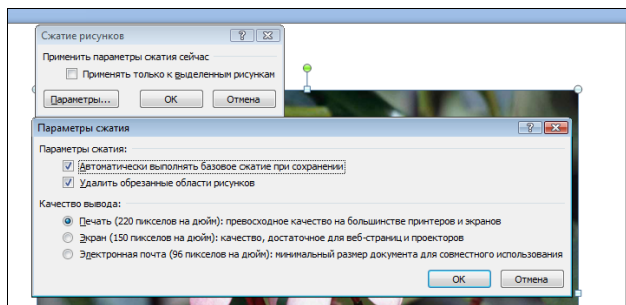 Сжатие рисунков
Применить параметры сжатия сейчас
Применять только к выделенным рисункам
Параметры... ОК Отмена
Параметры сжатия
Параметры сжатия:
Автоматически выполнять базовое сжатие при сохранении
Удалить обрезанные области рисунков
Качество вывода:
Печать (220 пикселов на дюйм): превосходное качество на большинстве принтеров и экранов
Экран (150 пикселов на дюйм): качество, достаточное для веб-страниц и проекторов
Электронная почта (96 пикселов на дюйм): минимальный размер документа для совместного использования
ОК Отмена